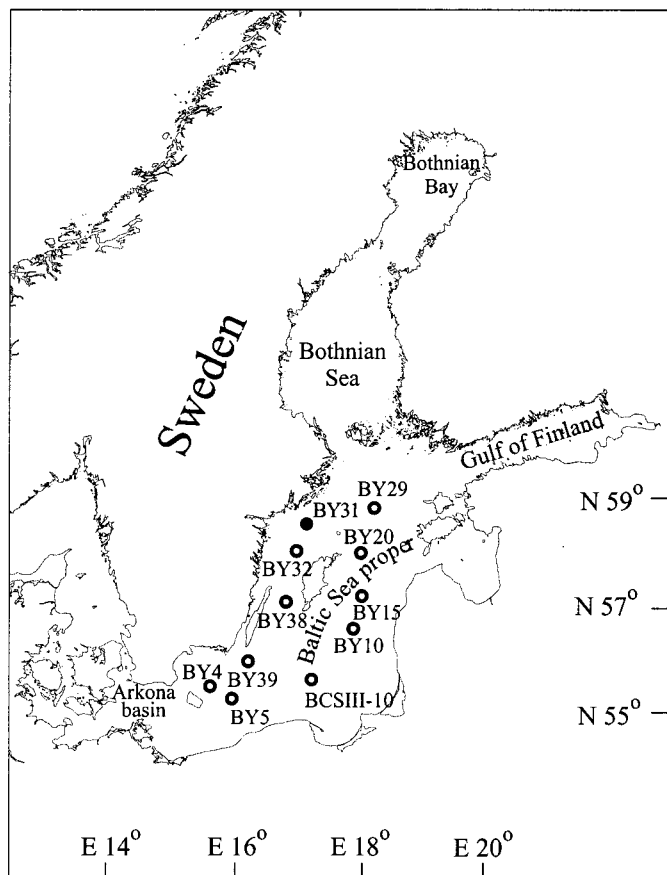 Bothnian
Bay
Sweden
Bothnian
Sea
Gulf of Finland
BY29
N 59°
BY31
BY20
BY32
Baltic Sea proper
BY15
N 57°
BY38
BY10
BY4
BY39
BCSIII-10
Arkona
basin
BY5
N 55°
E 14° E 16° E 18° E 20°